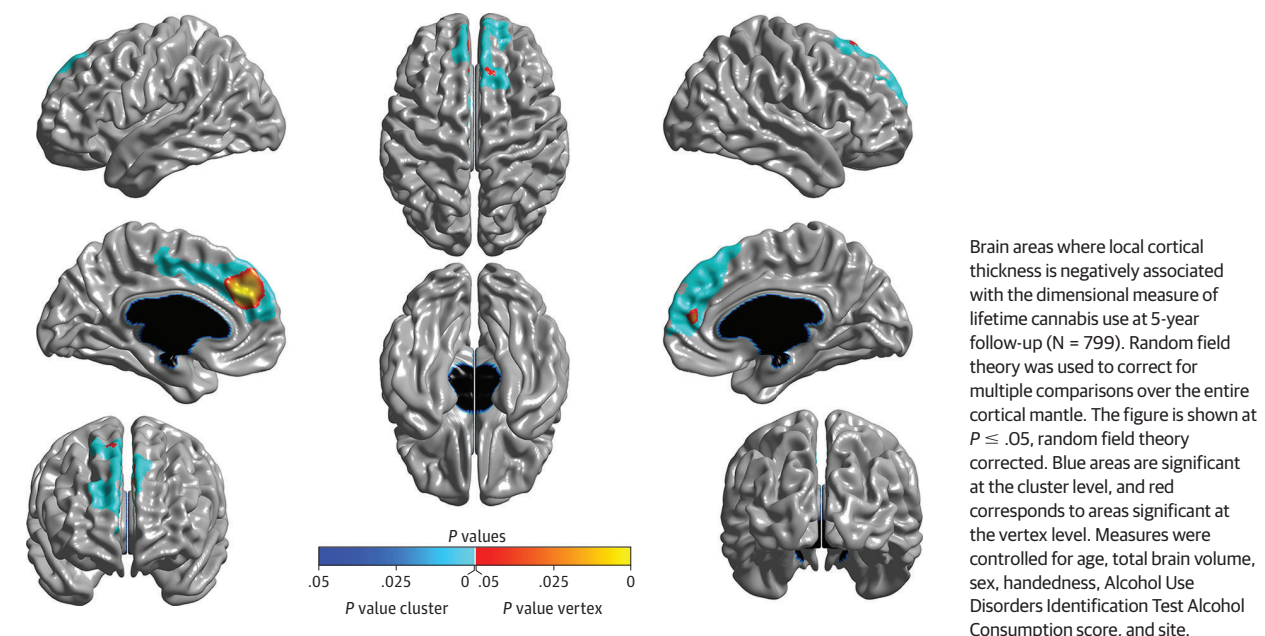 Brain areas where local cortical
thickness is negatively associated
with the dimensional measure of
lifetime cannabis use at 5-year
follow-up (N = 799). Random field
theory was used to correct for
multiple comparisons over the entire
cortical mantle. The figure is shown at
P ≤ .05, random field theory
corrected. Blue areas are significant
at the cluster level, and red
corresponds to areas significant at
the vertex level. Measures were
controlled for age, total brain volume,
sex, handedness, Alcohol Use
Disorders Identification Test Alcohol
Consumption score, and site.
P values
.05 .025 0 .05 .025 0
P value cluster P value vertex